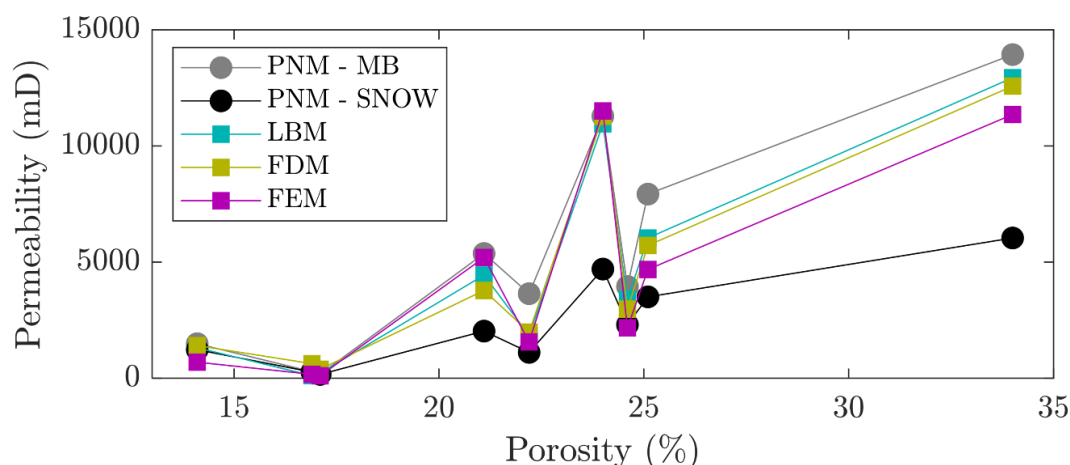 15000
10000
5000
0
Permeability (mD)
PNM - MB
PNM - SNOW
LBM
FDM
FEM
15 20 25 30 35
Porosity (%)